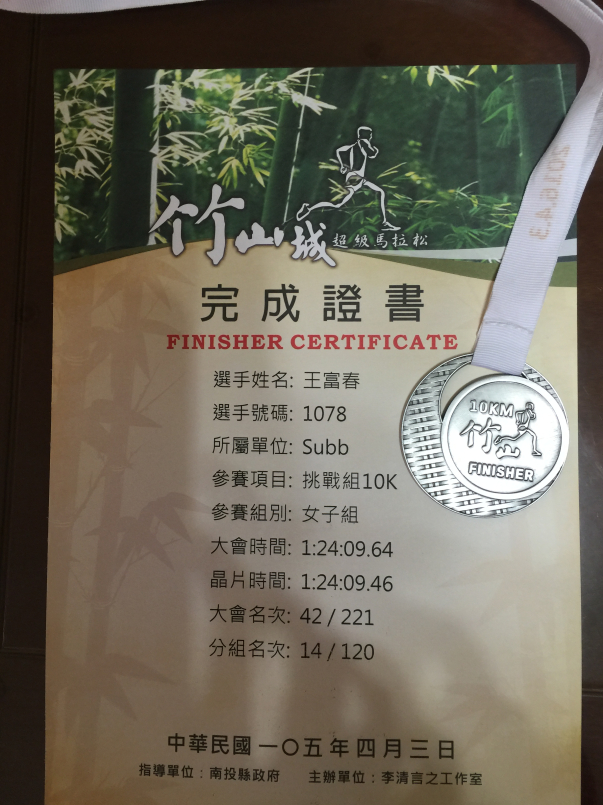 竹山城 超級馬拉松
完成證書
FINISHER CERTIFICATE
選手姓名: 王富春
選手號碼: 1078
所屬單位: Subb
參賽項目: 挑戰組10K
參賽組別: 女子組
大會時間: 1:24:09.64
晶片時間: 1:24:09.46
大會名次: 42 / 221
分組名次: 14 / 120
中華民國 一〇五年四月三日
指導單位：南投縣政府 主辦單位：李清言之工作室
2016.4.3
10KM
竹山
FINISHER